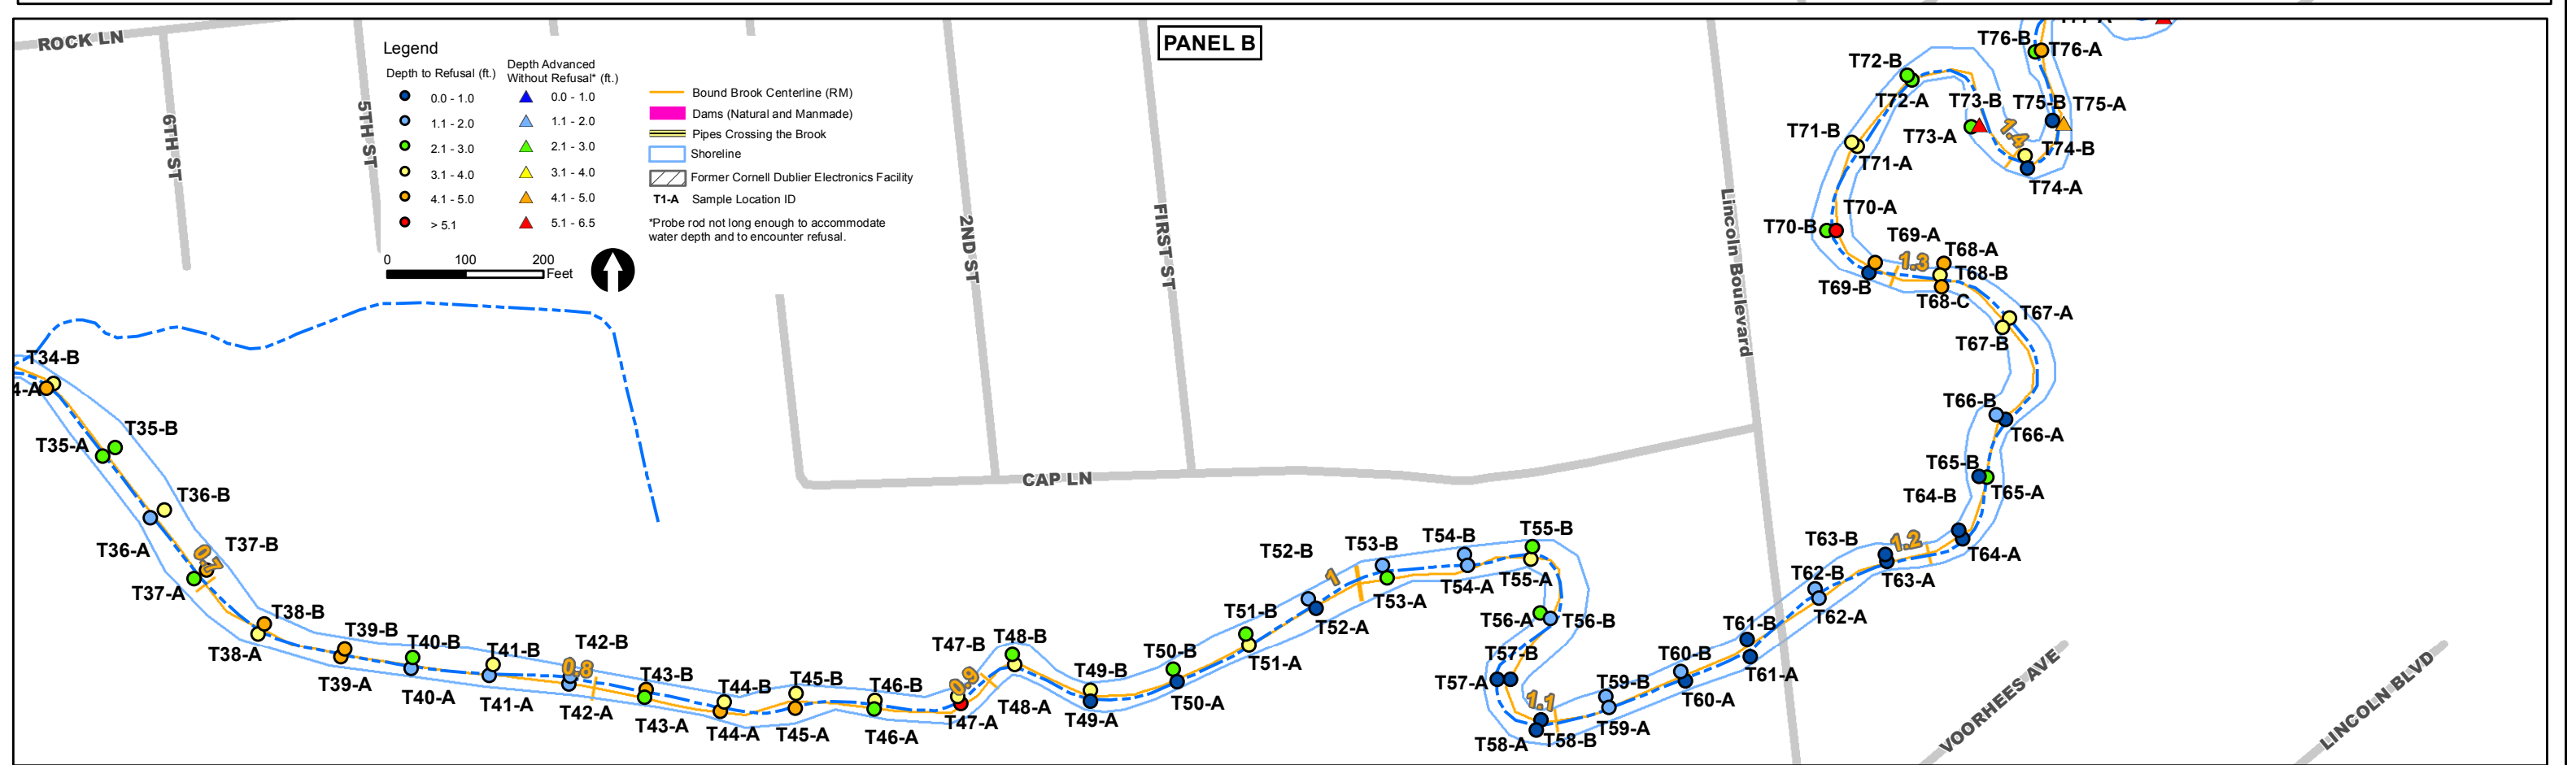 PANEL B
ROCK LN
6TH ST
5TH ST
2ND ST
FIRST ST
Lincoln Boulevard
CAP LN
VOORHEES AVE
LINCOLN BLVD
Legend
Depth to Refusal (ft.)
0.0 - 1.0
1.1 - 2.0
2.1 - 3.0
3.1 - 4.0
4.1 - 5.0
> 5.1
Depth Advanced
Without Refusal* (ft.)
0.0 - 1.0
1.1 - 2.0
2.1 - 3.0
3.1 - 4.0
4.1 - 5.0
5.1 - 6.5
Bound Brook Centerline (RM)
Dams (Natural and Manmade)
Pipes Crossing the Brook
Shoreline
Former Cornell Dublier Electronics Facility
T1-A Sample Location ID
*Probe rod not long enough to accommodate
water depth and to encounter refusal.
0 100 200
Feet
T34-B
4-A
T35-B
T35-A
T36-B
T36-A
T37-B
0.7
T37-A
T38-B
T38-A
T39-B
T39-A
T40-B
T40-A
T41-B
T41-A
T42-B
0.8
T42-A
T43-B
T43-A
T44-B
T44-A
T45-B
T45-A
T46-B
T46-A
T47-B
0.9
T47-A
T48-B
T48-A
T49-B
T49-A
T50-B
T50-A
T51-B
T51-A
T52-B
1
T52-A
T53-B
T53-A
T54-B
T54-A
T55-B
T55-A
T56-A
T56-B
T57-B
T57-A
1.1
T58-A
T58-B
T59-B
T59-A
T60-B
T60-A
T61-B
T61-A
T62-B
T62-A
T63-B
1.2
T63-A
T64-B
T64-A
T65-B
T65-A
T66-B
T66-A
T67-A
T67-B
T68-A
T68-B
T68-C
1.3
T69-A
T69-B
T70-A
T70-B
T71-B
T71-A
T72-B
T72-A
T73-B
T73-A
1.4
T74-B
T74-A
T75-B
T75-A
T76-B
T76-A